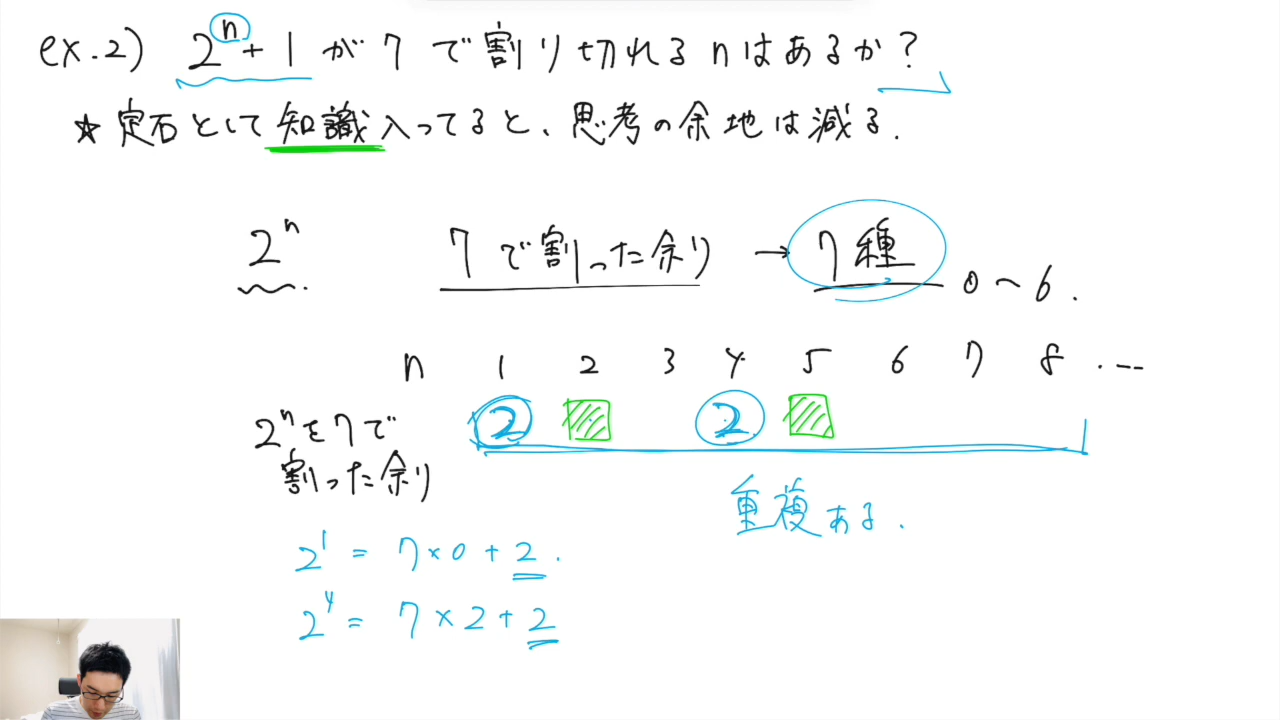 ex.2) 2ⁿ+1 が 7 で割り切れる n はあるか?
★ 定石として知識入ってると、思考の余地は減る.
2ⁿ 7 で割った余り → 7種 0〜6.
n 1 2 3 4 5 6 7 8 ・---
2ⁿを7で 2 2
割った余り
重複ある.
2¹ = 7×0+2.
2⁴ = 7×2+2